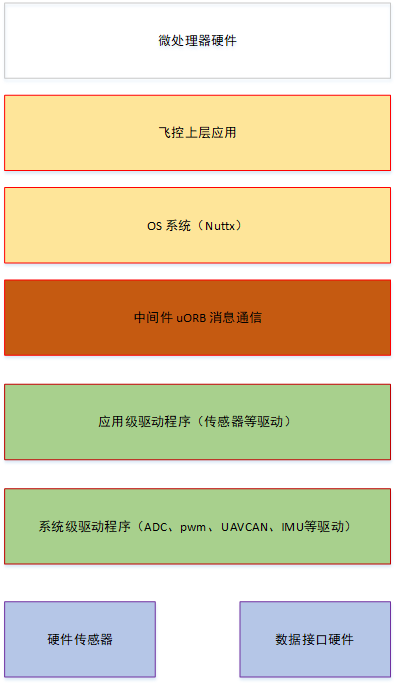 微处理器硬件
飞控上层应用
OS 系统（Nuttx）
中间件 uORB 消息通信
应用级驱动程序（传感器等驱动）
系统级驱动程序（ADC、pwm、UAVCAN、IMU等驱动）
硬件传感器
数据接口硬件